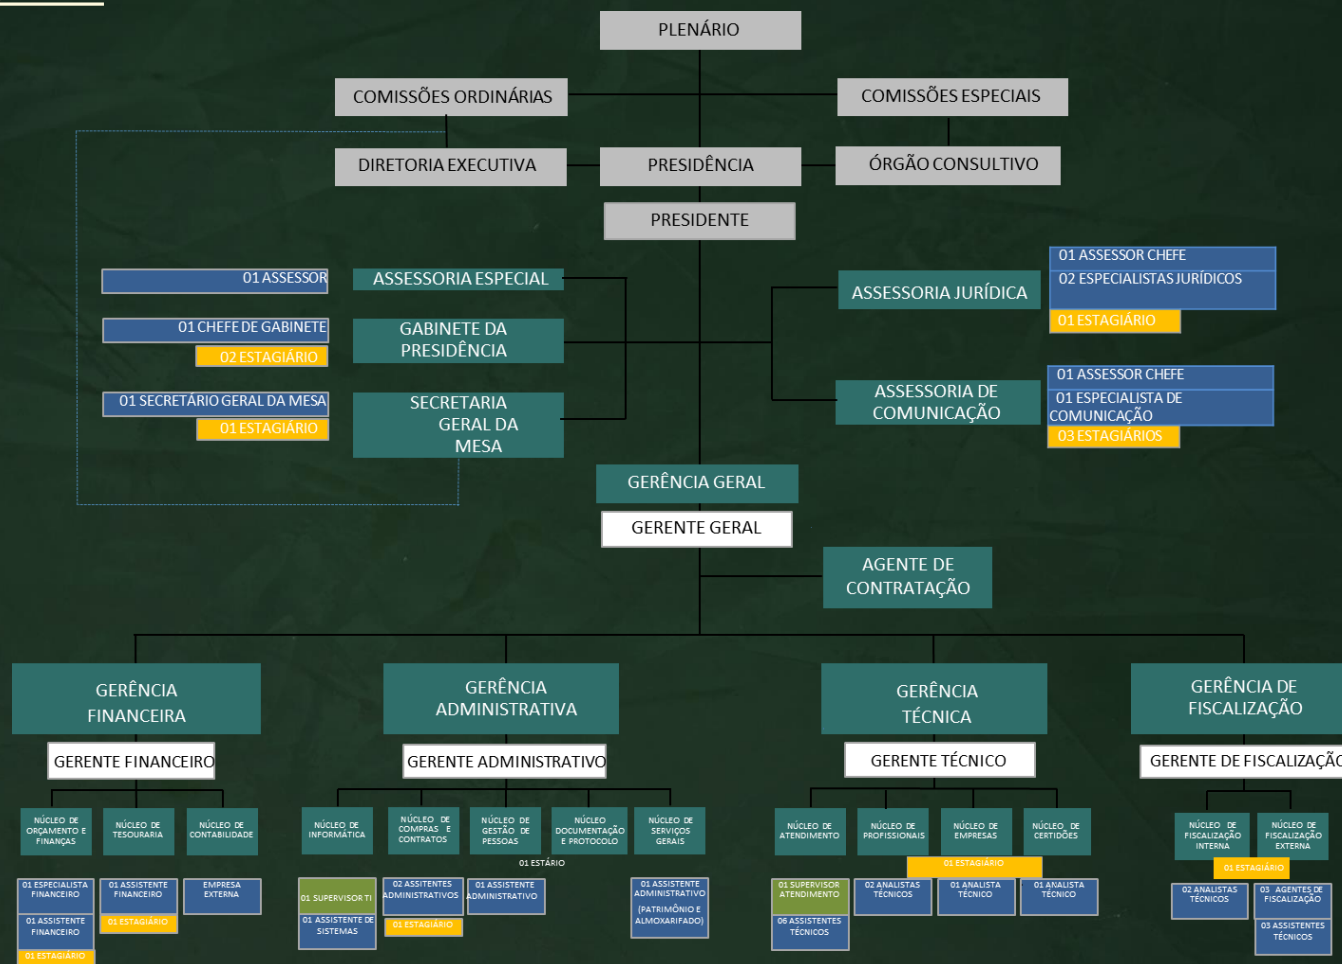 PLENÁRIO
COMISSÕES ORDINÁRIAS
COMISSÕES ESPECIAIS
DIRETORIA EXECUTIVA
PRESIDÊNCIA
ÓRGÃO CONSULTIVO
PRESIDENTE
01 ASSESSOR
ASSESSORIA ESPECIAL
01 CHEFE DE GABINETE
02 ESTAGIÁRIO
GABINETE DA
PRESIDÊNCIA
01 SECRETÁRIO GERAL DA MESA
01 ESTAGIÁRIO
SECRETARIA
GERAL DA
MESA
ASSESSORIA JURÍDICA
01 ASSESSOR CHEFE
02 ESPECIALISTAS JURÍDICOS
01 ESTAGIÁRIO
ASSESSORIA DE
COMUNICAÇÃO
01 ASSESSOR CHEFE
01 ESPECIALISTA DE
COMUNICAÇÃO
03 ESTAGIÁRIOS
GERÊNCIA GERAL
GERENTE GERAL
AGENTE DE
CONTRATAÇÃO
GERÊNCIA
FINANCEIRA
GERENTE FINANCEIRO
NÚCLEO DE
ORÇAMENTO E
FINANÇAS
NÚCLEO DE
TESOURARIA
NÚCLEO DE
CONTABILIDADE
01 ESPECIALISTA
FINANCEIRO
01 ASSISTENTE
FINANCEIRO
01 ESTAGIÁRIO
01 ASSISTENTE
FINANCEIRO
01 ESTAGIÁRIO
EMPRESA
EXTERNA
GERÊNCIA
ADMINISTRATIVA
GERENTE ADMINISTRATIVO
NÚCLEO DE
INFORMÁTICA
NÚCLEO DE
COMPRAS E
CONTRATOS
NÚCLEO DE
GESTÃO DE
PESSOAS
NÚCLEO
DOCUMENTAÇÃO
E PROTOCOLO
NÚCLEO DE
SERVIÇOS
GERAIS
01 ESTÁRIO
01 SUPERVISOR TI
01 ASSISTENTE DE
SISTEMAS
02 ASSITENTES
ADMINISTRATIVOS
01 ESTAGIÁRIO
01 ASSISTENTE
ADMINISTRATIVO
01 ASSISTENTE
ADMINISTRATIVO
(PATRIMÔNIO E
ALMOXARIFADO)
GERÊNCIA
TÉCNICA
GERENTE TÉCNICO
NÚCLEO DE
ATENDIMENTO
NÚCLEO DE
PROFISSIONAIS
NÚCLEO DE
EMPRESAS
NÚCLEO DE
CERTIDÕES
01 ESTAGIÁRIO
01 SUPERVISOR
ATENDIMENTO
06 ASSISTENTES
TÉCNICOS
02 ANALISTAS
TÉCNICOS
01 ANALISTA
TÉCNICO
01 ANALISTA
TÉCNICO
GERÊNCIA DE
FISCALIZAÇÃO
GERENTE DE FISCALIZAÇÃO
NÚCLEO DE
FISCALIZAÇÃO
INTERNA
NÚCLEO DE
FISCALIZAÇÃO
EXTERNA
01 ESTAGIÁRIO
02 ANALISTAS
TÉCNICOS
03 AGENTES DE
FISCALIZAÇÃO
03 ASSISTENTES
TÉCNICOS